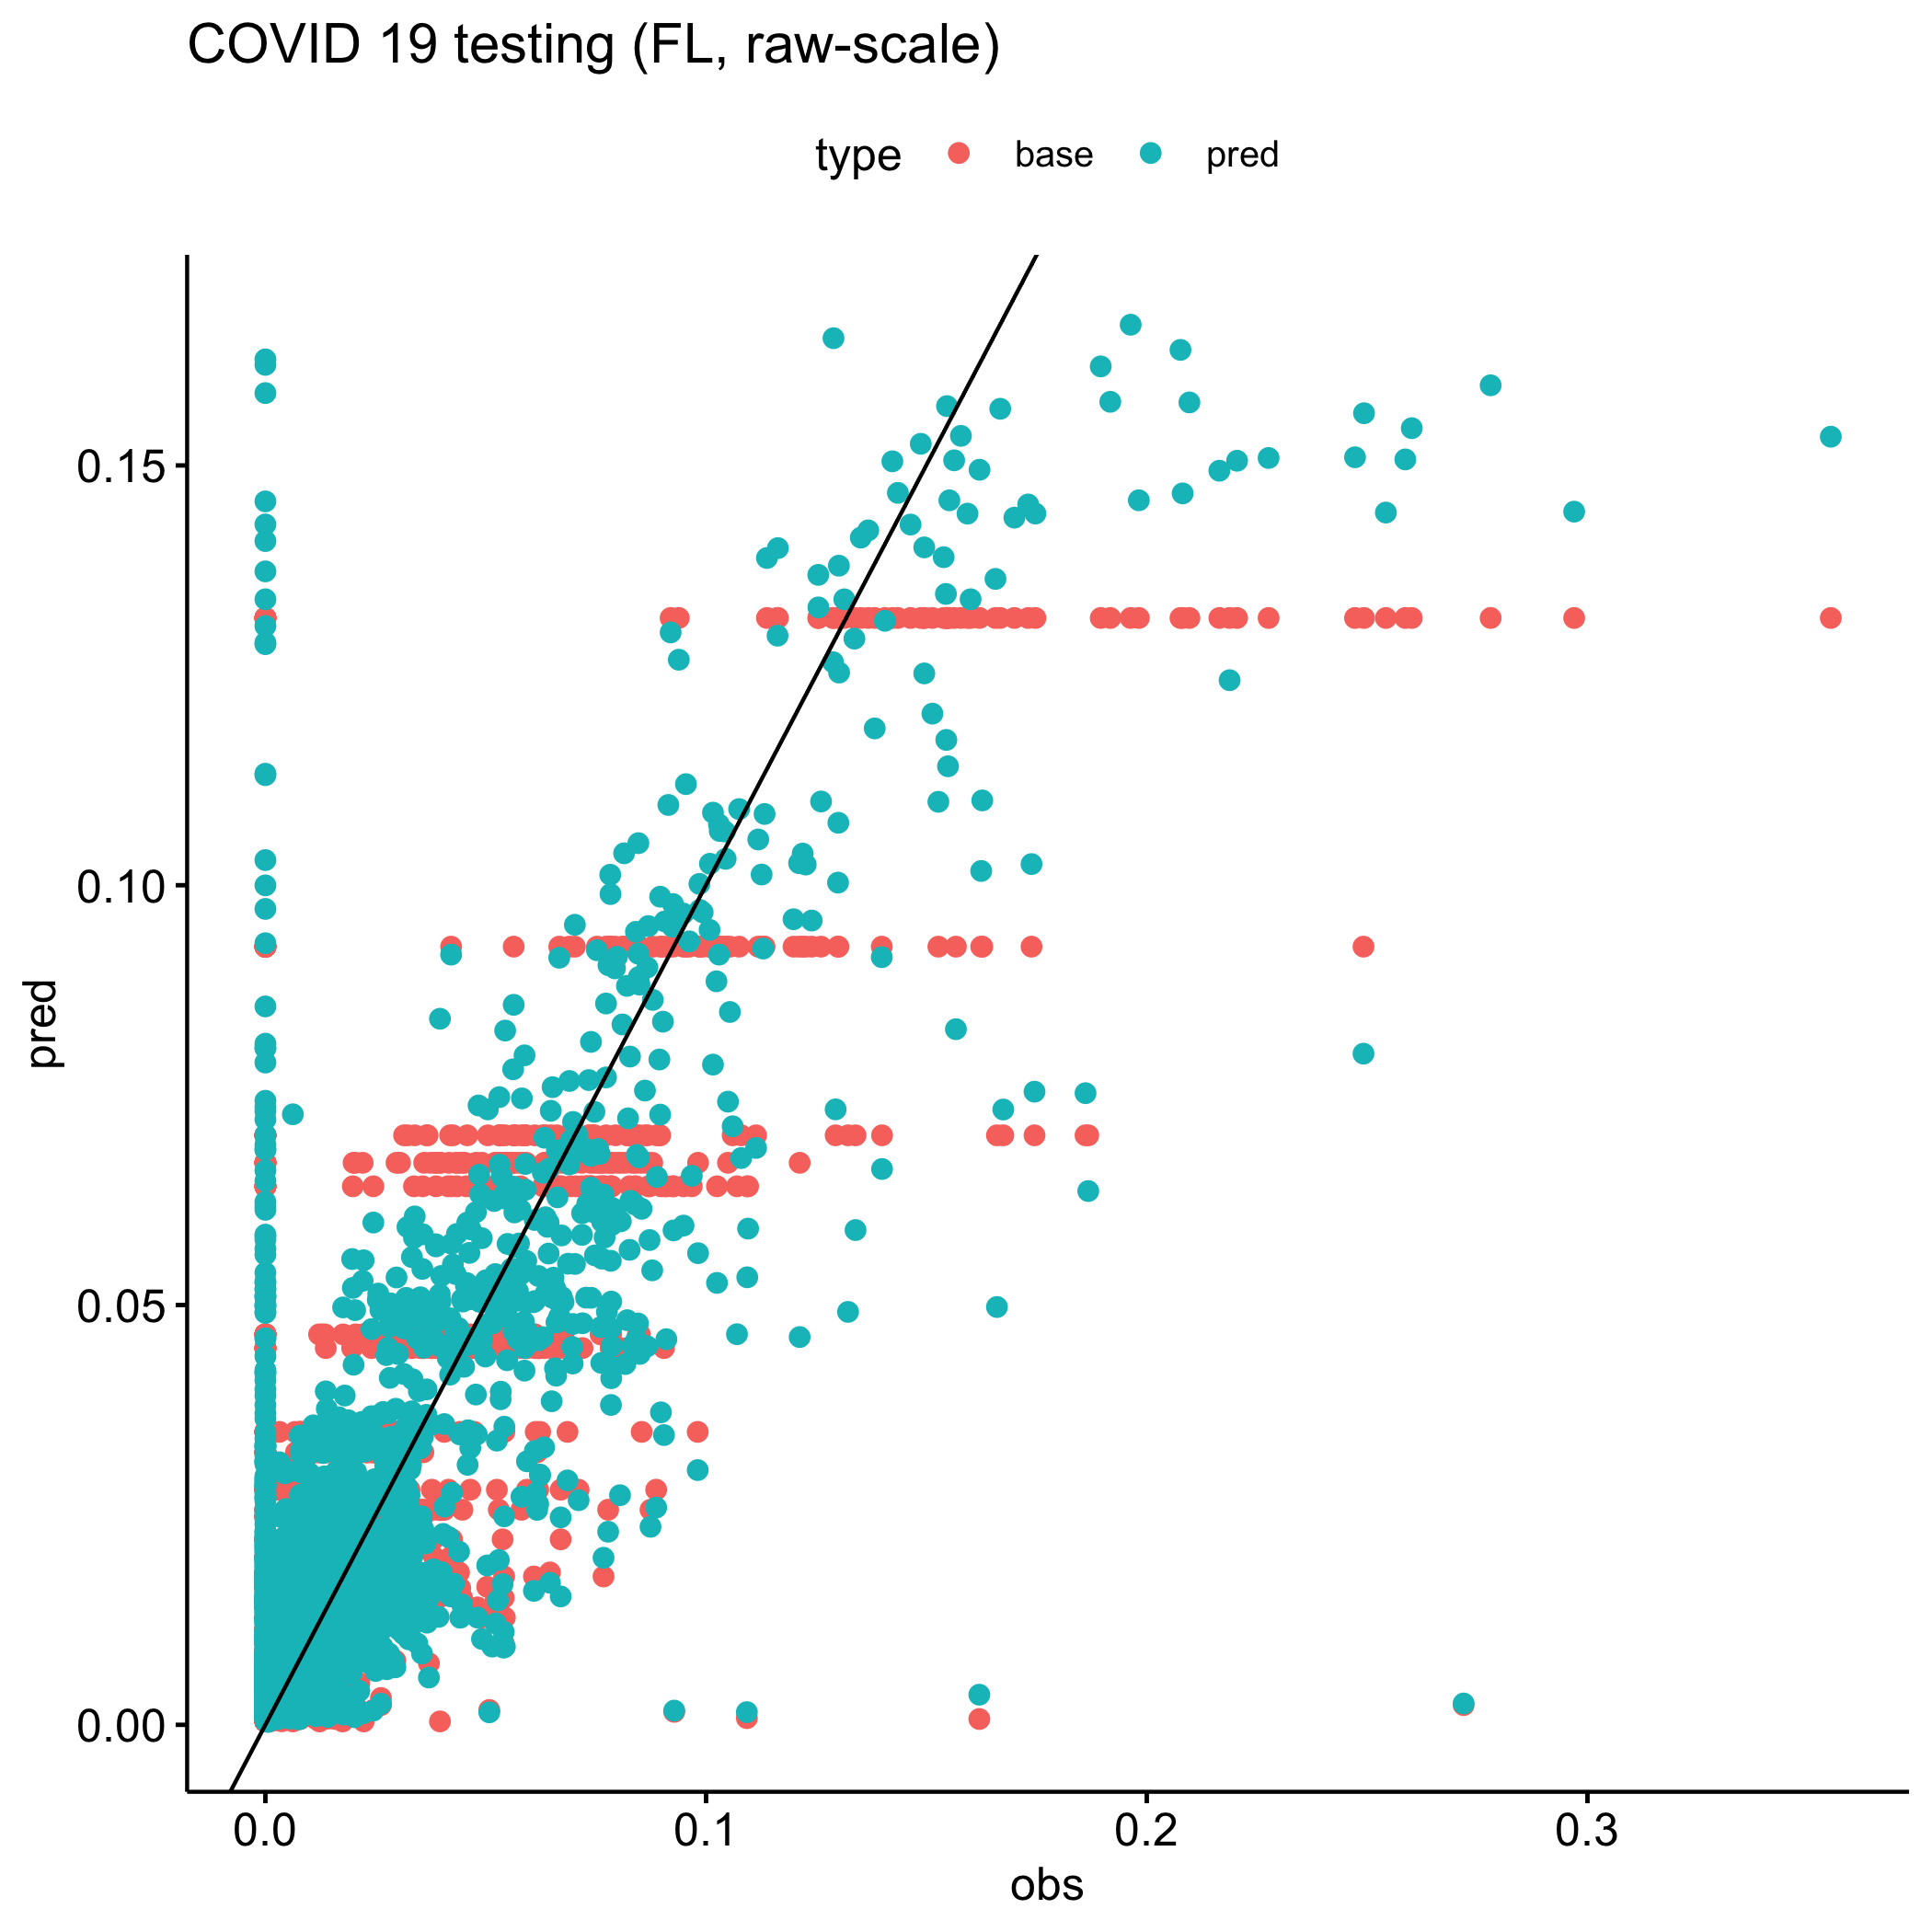 COVID 19 testing (FL, raw-scale)
type base pred
0.15
0.10
0.05
0.00
pred
0.0 0.1 0.2 0.3
obs